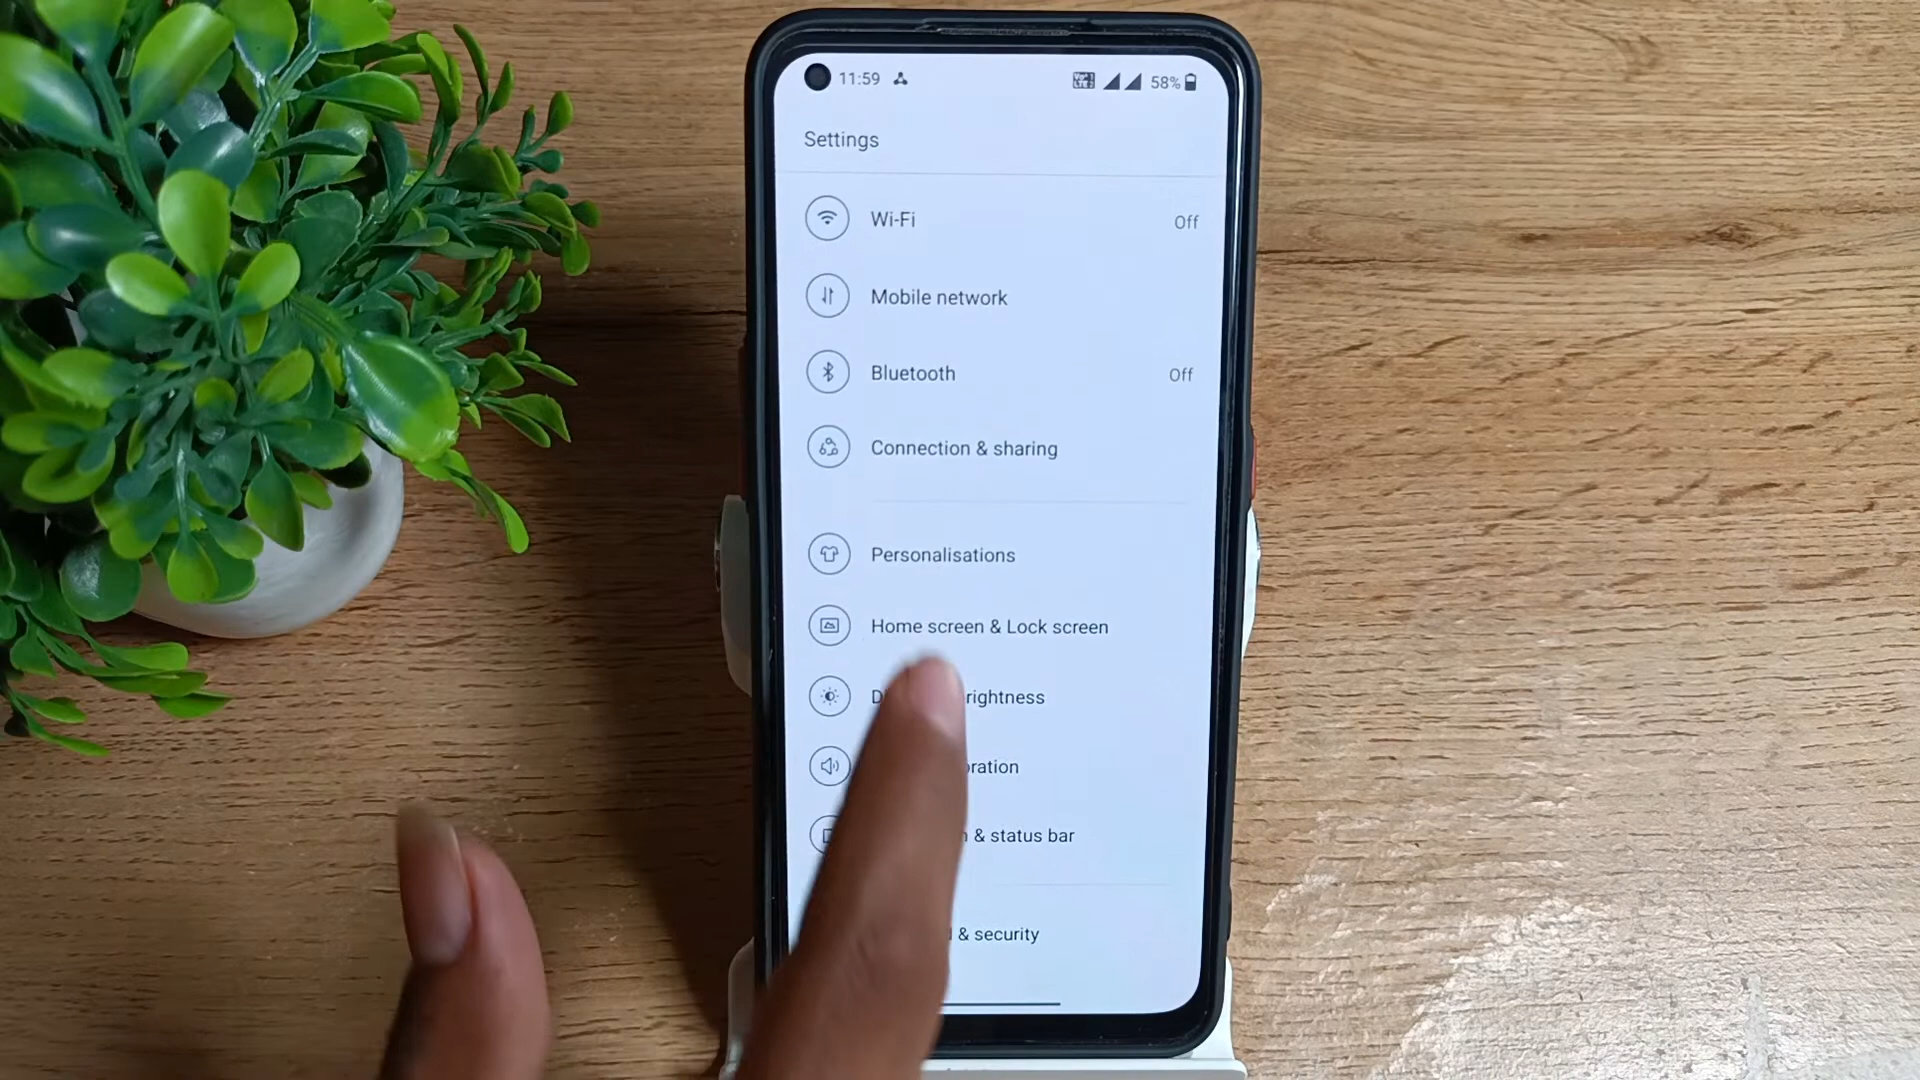 11:59 58%
Settings
Wi-Fi Off
Mobile network
Bluetooth Off
Connection & sharing
Personalisations
Home screen & Lock screen
rightness
ration
& status bar
& security